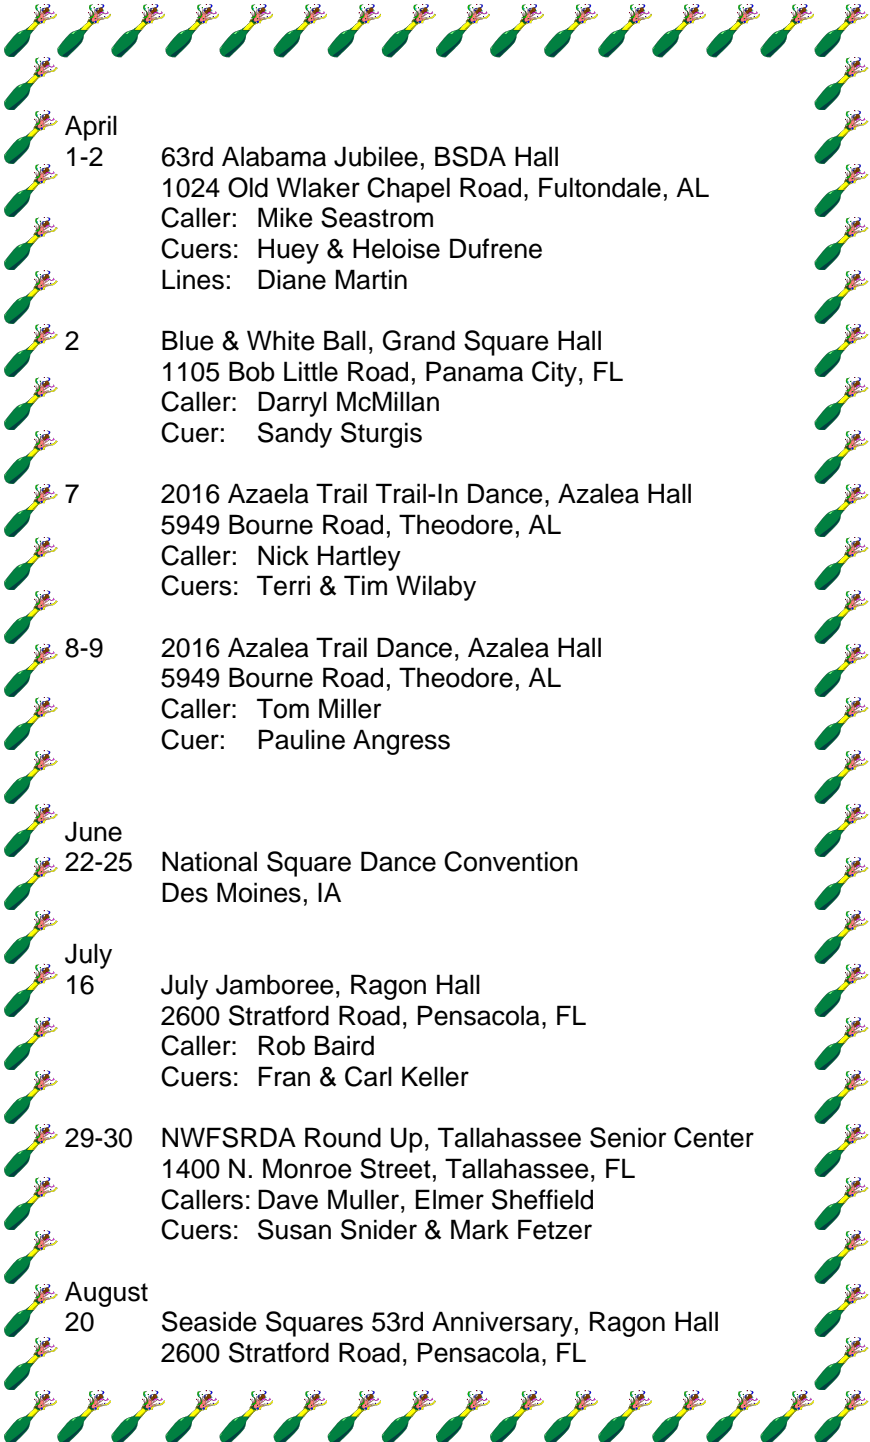 April
1-2 63rd Alabama Jubilee, BSDA Hall
1024 Old Wlaker Chapel Road, Fultondale, AL
Caller: Mike Seastrom
Cuers: Huey & Heloise Dufrene
Lines: Diane Martin
2 Blue & White Ball, Grand Square Hall
1105 Bob Little Road, Panama City, FL
Caller: Darryl McMillan
Cuer: Sandy Sturgis
7 2016 Azaela Trail Trail-In Dance, Azalea Hall
5949 Bourne Road, Theodore, AL
Caller: Nick Hartley
Cuers: Terri & Tim Wilaby
8-9 2016 Azalea Trail Dance, Azalea Hall
5949 Bourne Road, Theodore, AL
Caller: Tom Miller
Cuer: Pauline Angress
June
22-25 National Square Dance Convention
Des Moines, IA
July
16 July Jamboree, Ragon Hall
2600 Stratford Road, Pensacola, FL
Caller: Rob Baird
Cuers: Fran & Carl Keller
29-30 NWFSRDA Round Up, Tallahassee Senior Center
1400 N. Monroe Street, Tallahassee, FL
Callers: Dave Muller, Elmer Sheffield
Cuers: Susan Snider & Mark Fetzer
August
20 Seaside Squares 53rd Anniversary, Ragon Hall
2600 Stratford Road, Pensacola, FL